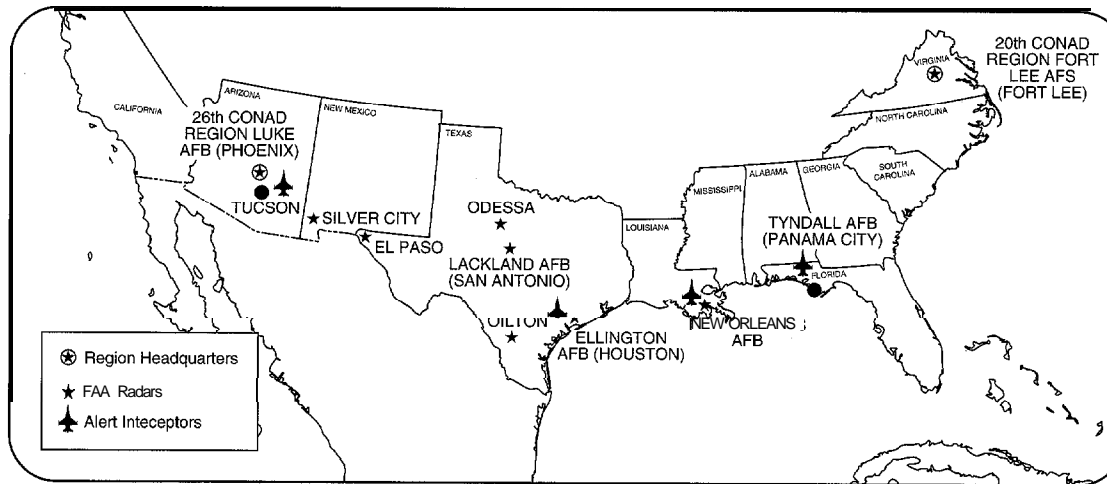 20th CONAD
REGION FORT
LEE AFS
(FORT LEE)
VIRGINIA
NORTH CAROLINA
SOUTH
CAROLINA
CALIFORNIA
ARIZONA
26th CONAD
REGION LUKE
AFB (PHOENIX)
TUCSON
NEW MEXICO
SILVER CITY
EL PASO
TEXAS
ODESSA
LACKLAND AFB
(SAN ANTONIO)
OILTON
ELLINGTON
AFB (HOUSTON)
LOUISIANA
MISSISSIPPI
ALABAMA
GEORGIA
TYNDALL AFB
(PANAMA CITY)
FLORIDA
NEW ORLEANS
AFB
Region Headquarters
FAA Radars
Alert Inteceptors